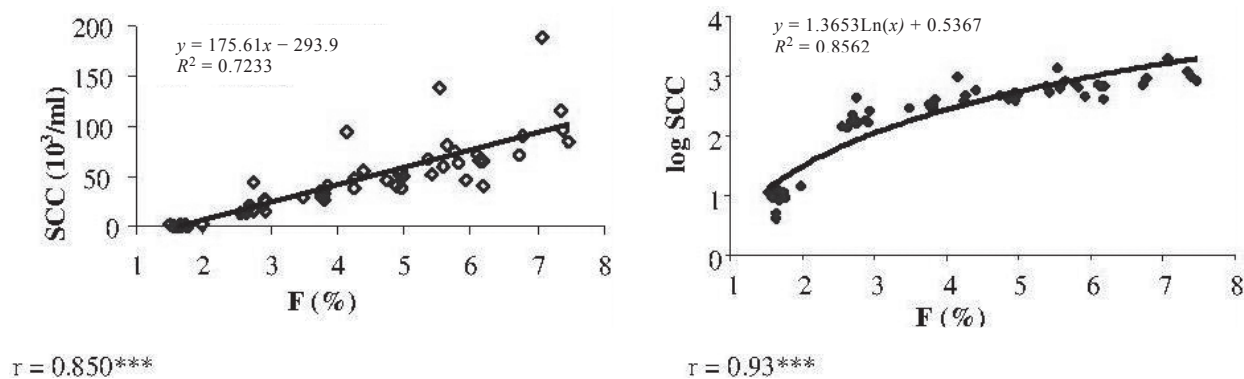 y = 175.61x − 293.9
R² = 0.7233
SCC (10³/ml)
200
150
100
50
0
1 2 3 4 5 6 7 8
F (%)
r = 0.850***
y = 1.3653Ln(x) + 0.5367
R² = 0.8562
log SCC
4
3
2
1
0
1 2 3 4 5 6 7 8
F (%)
r = 0.93***